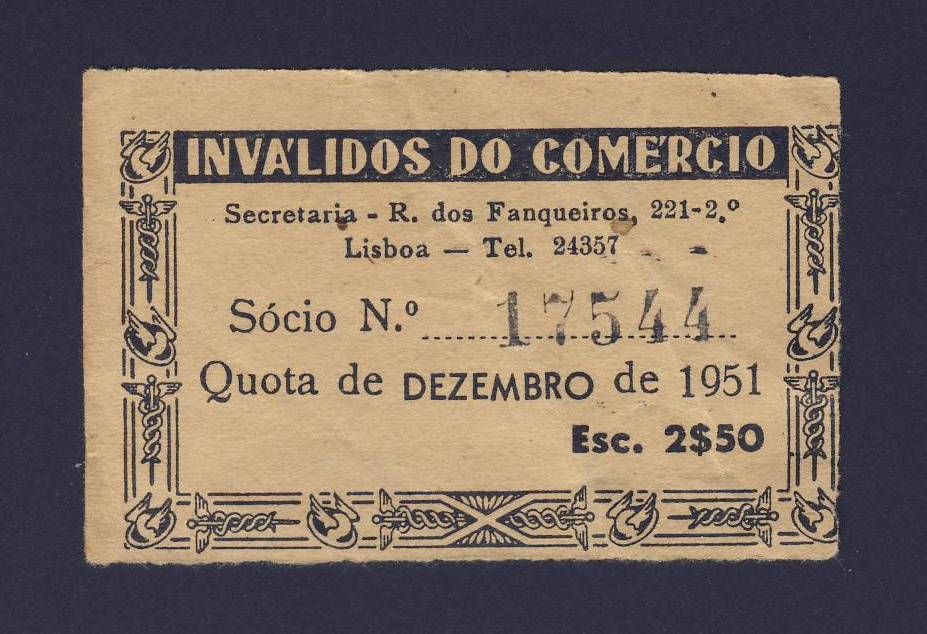 INVÁLIDOS DO COMÉRCIO
Secretaria - R. dos Fanqueiros, 221-2.º
Lisboa — Tel. 24357
Sócio N.º 17544
Quota de DEZEMBRO de 1951
Esc. 2$50